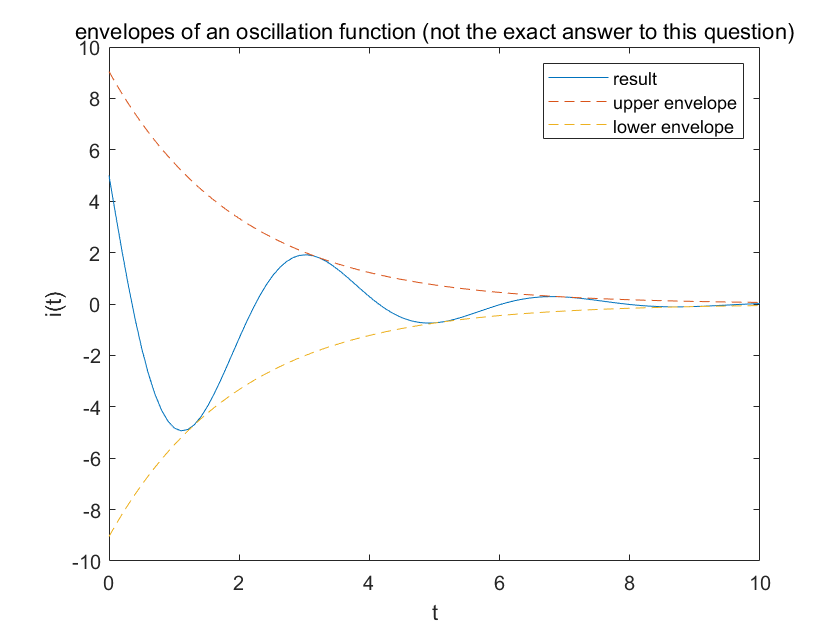 envelopes of an oscillation function (not the exact answer to this question)
10
8
6
4
2
0
-2
-4
-6
-8
-10
i(t)
result
upper envelope
lower envelope
0
2
4
6
8
10
t